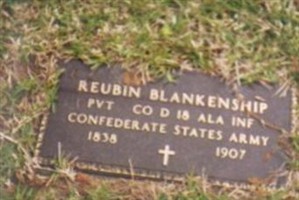 REUBIN BLANKENSHIP
PVT CO D 18 ALA INF
CONFEDERATE STATES ARMY
1838 1907